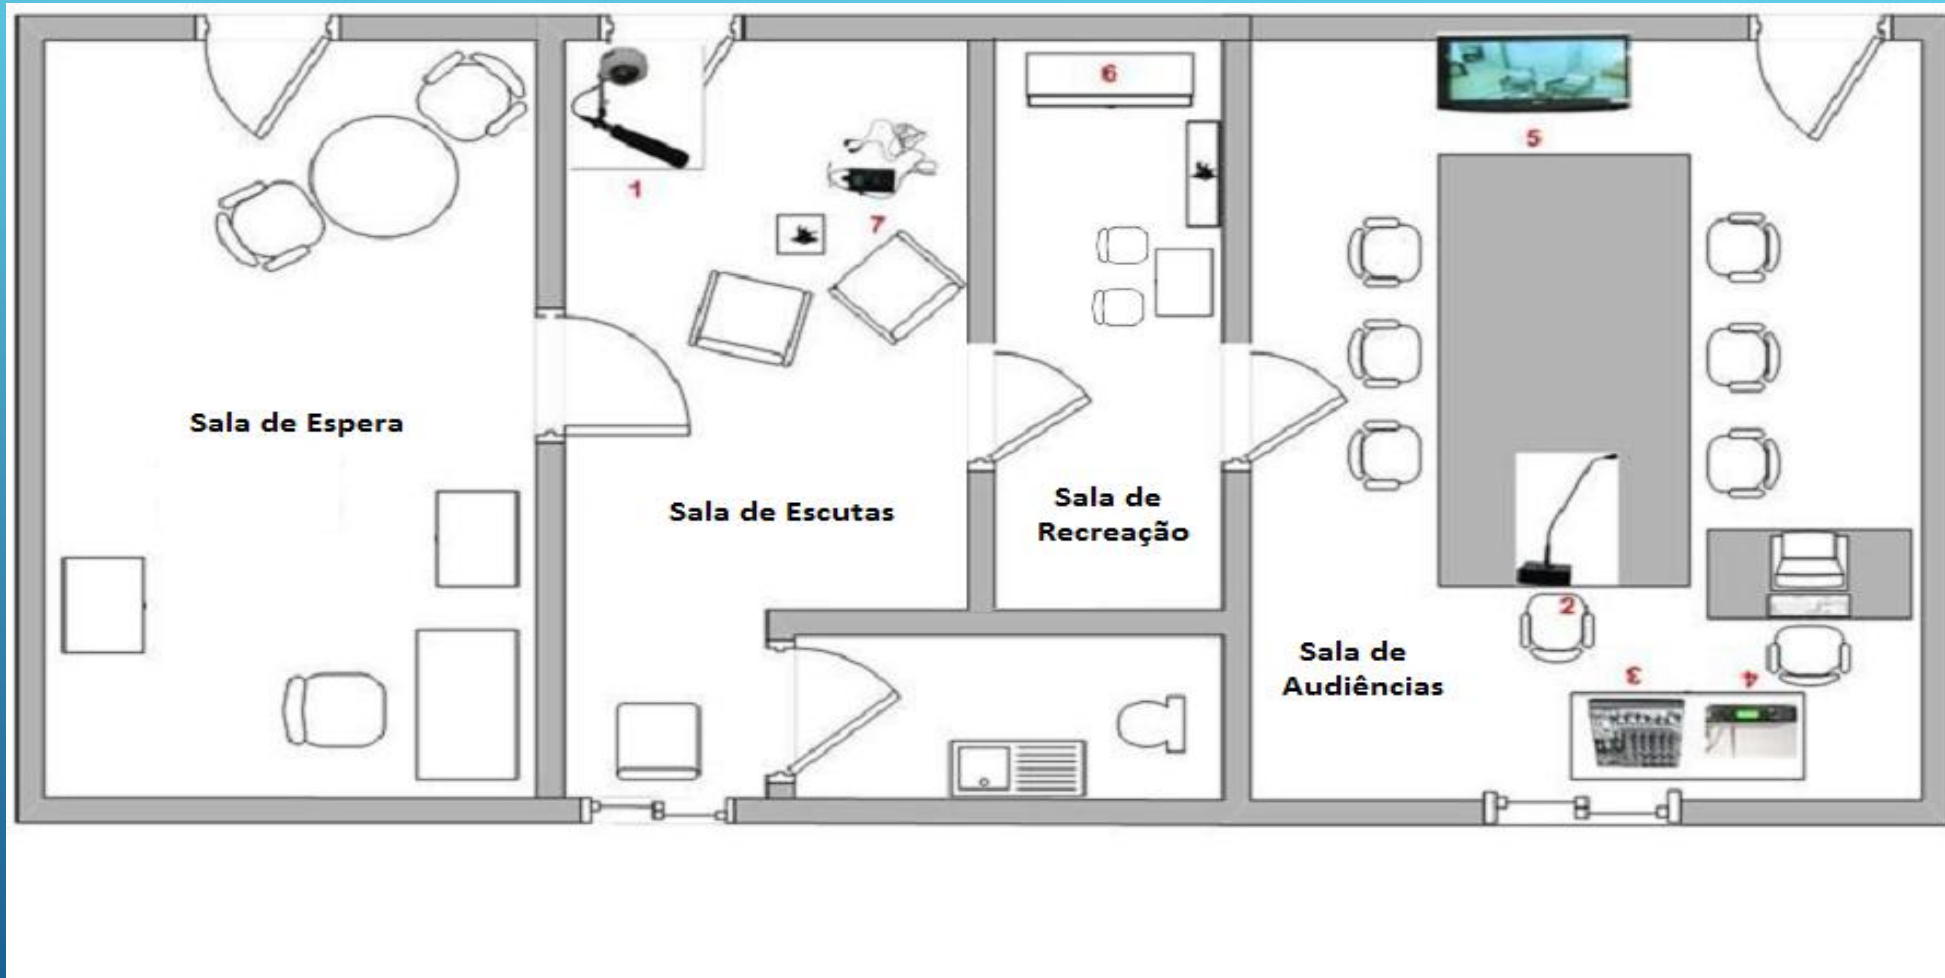 6
5
1
7
Sala de Espera
Sala de Escutas
Sala de
Recreação
2
Sala de
Audiências
3
4